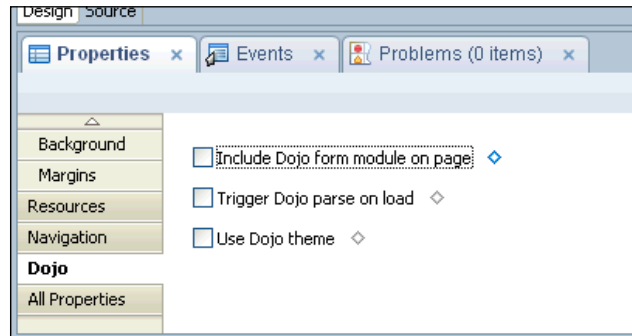 Design Source
Properties Events Problems (0 items)
Background
Margins
Resources
Navigation
Dojo
All Properties
Include Dojo form module on page
Trigger Dojo parse on load
Use Dojo theme